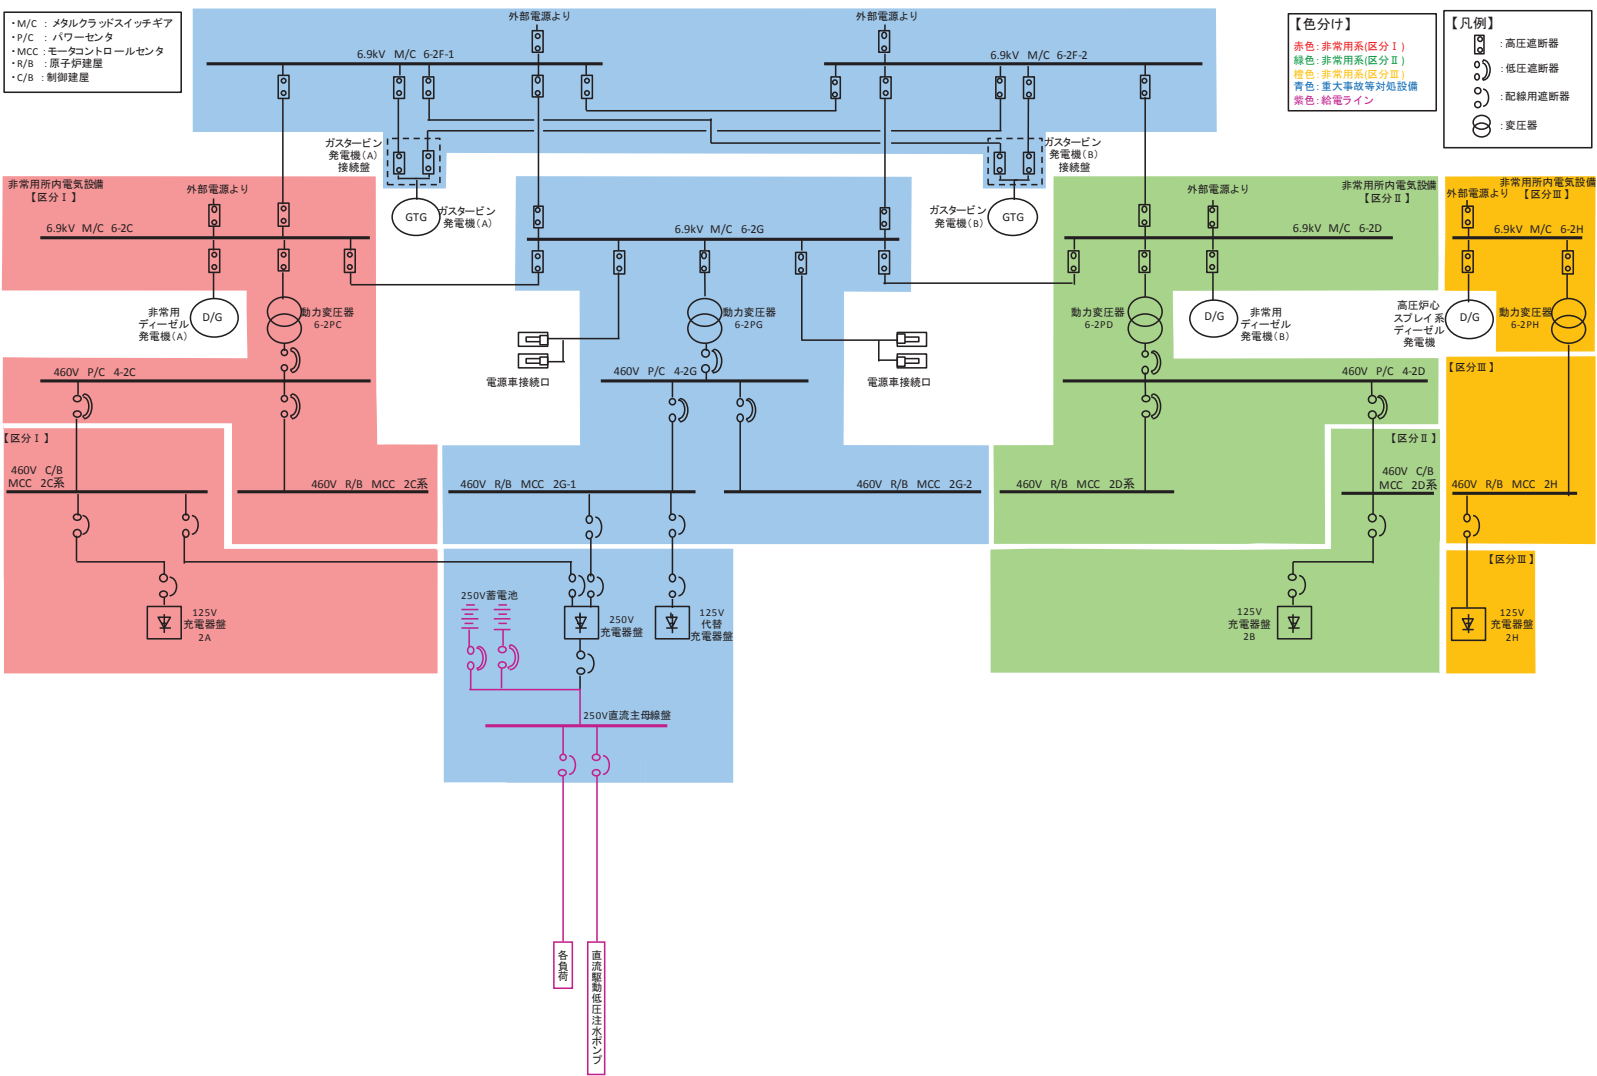 ・M/C ：メタルクラッドスイッチギア
・P/C ：パワーセンタ
・MCC：モータコントロールセンタ
・R/B ：原子炉建屋
・C/B ：制御建屋
外部電源より
外部電源より
6.9kV M/C 6-2F-1
6.9kV M/C 6-2F-2
【色分け】
赤色：非常用系(区分Ⅰ)
緑色：非常用系(区分Ⅱ)
橙色：非常用系(区分Ⅲ)
青色：重大事故等対処設備
紫色：給電ライン
【凡例】
：高圧遮断器
：低圧遮断器
：配線用遮断器
：変圧器
ガスタービン
発電機(A)
接続盤
ガスタービン
発電機(B)
接続盤
GTG
ガスタービン
発電機(A)
ガスタービン
発電機(B)
GTG
非常用所内電気設備
【区分Ⅰ】
外部電源より
6.9kV M/C 6-2C
6.9kV M/C 6-2G
外部電源より
非常用所内電気設備
【区分Ⅱ】
6.9kV M/C 6-2D
非常用所内電気設備
【区分Ⅲ】
外部電源より
6.9kV M/C 6-2H
非常用
ディーゼル
発電機(A)
D/G
動力変圧器
6-2PC
動力変圧器
6-2PG
動力変圧器
6-2PD
D/G
非常用
ディーゼル
発電機(B)
高圧炉心
スプレイ系
ディーゼル
発電機
D/G
動力変圧器
6-2PH
電源車接続口
電源車接続口
460V P/C 4-2C
460V P/C 4-2G
460V P/C 4-2D
【区分Ⅲ】
【区分Ⅰ】
【区分Ⅱ】
460V C/B
MCC 2C系
460V R/B MCC 2C系
460V R/B MCC 2G-1
460V R/B MCC 2G-2
460V R/B MCC 2D系
460V C/B
MCC 2D系
460V R/B MCC 2H
【区分Ⅲ】
125V
充電器盤
2A
250V蓄電池
250V
充電器盤
125V
代替
充電器盤
125V
充電器盤
2B
125V
充電器盤
2H
250V直流主母線盤
各負荷
直流駆動低圧注水ポンプ